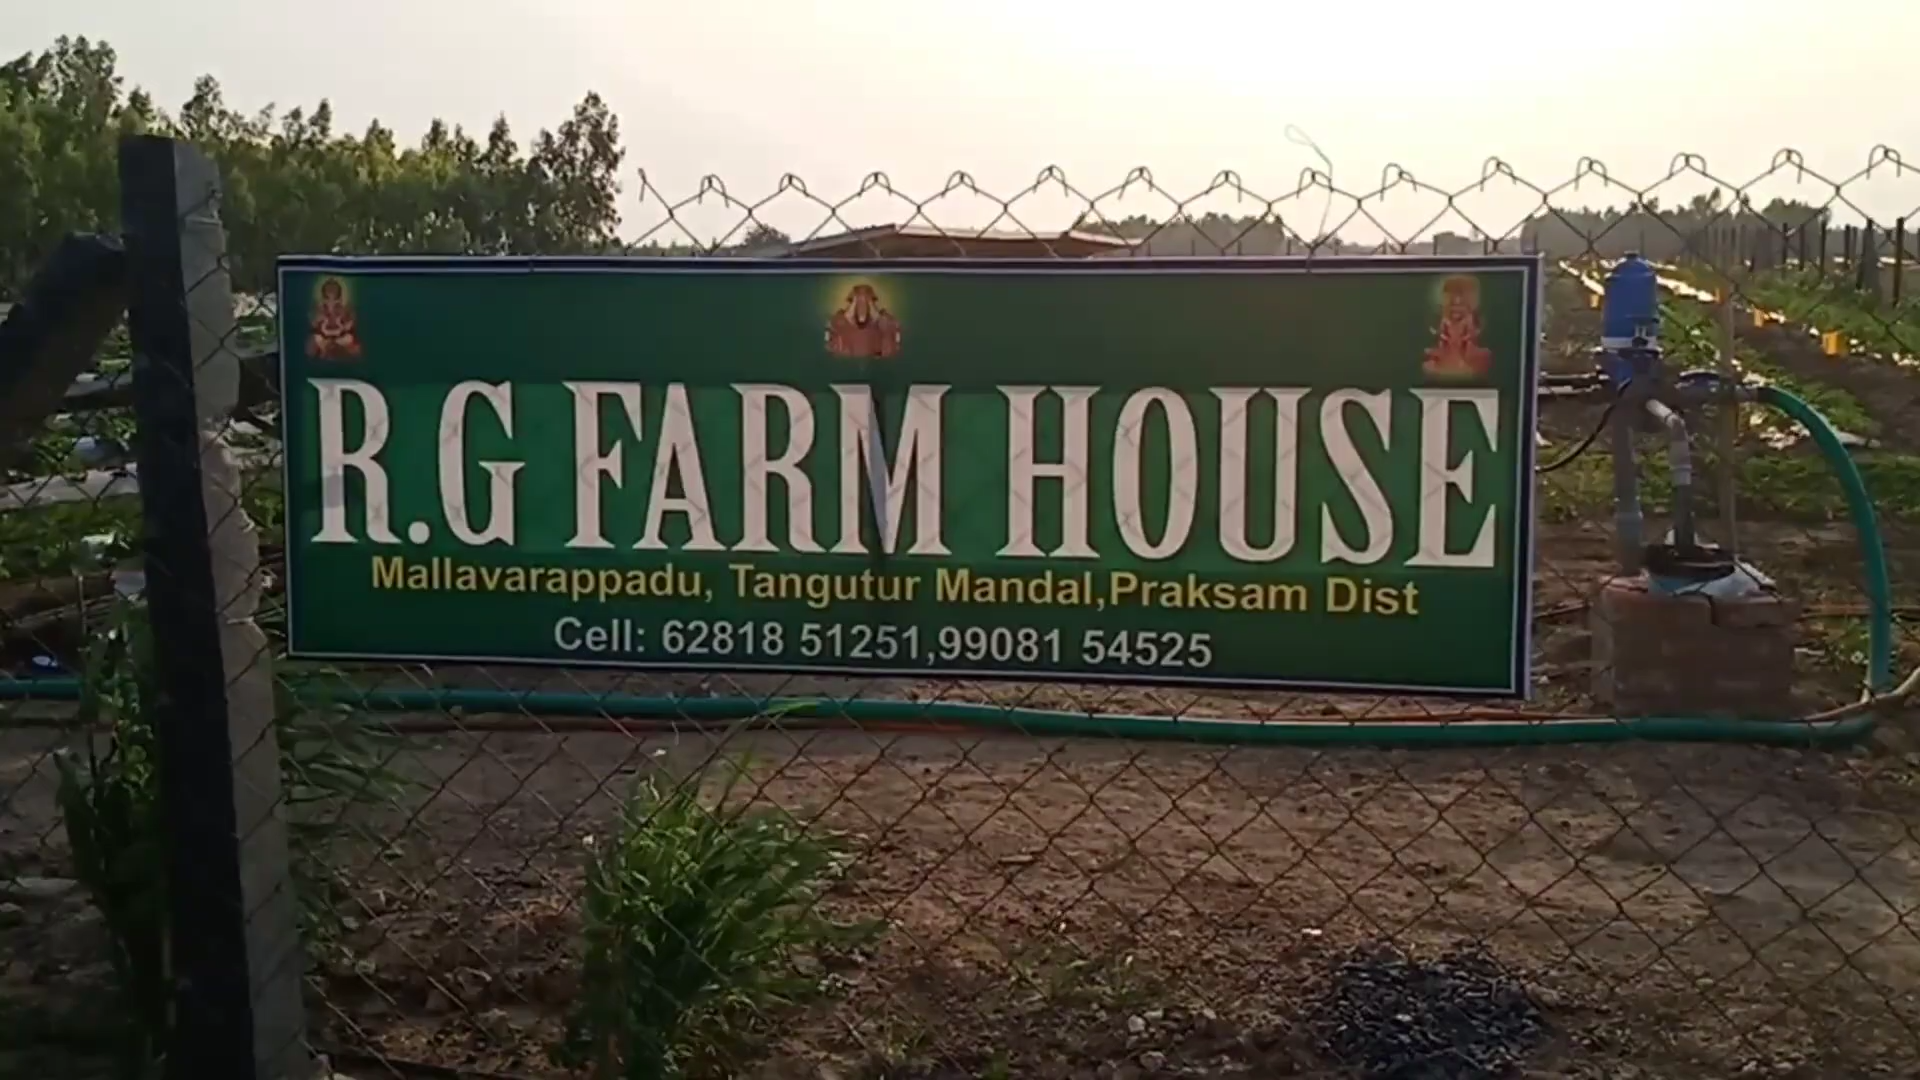 R.G FARM HOUSE
Mallavarappadu, Tangutur Mandal,Praksam Dist
Cell: 62818 51251,99081 54525